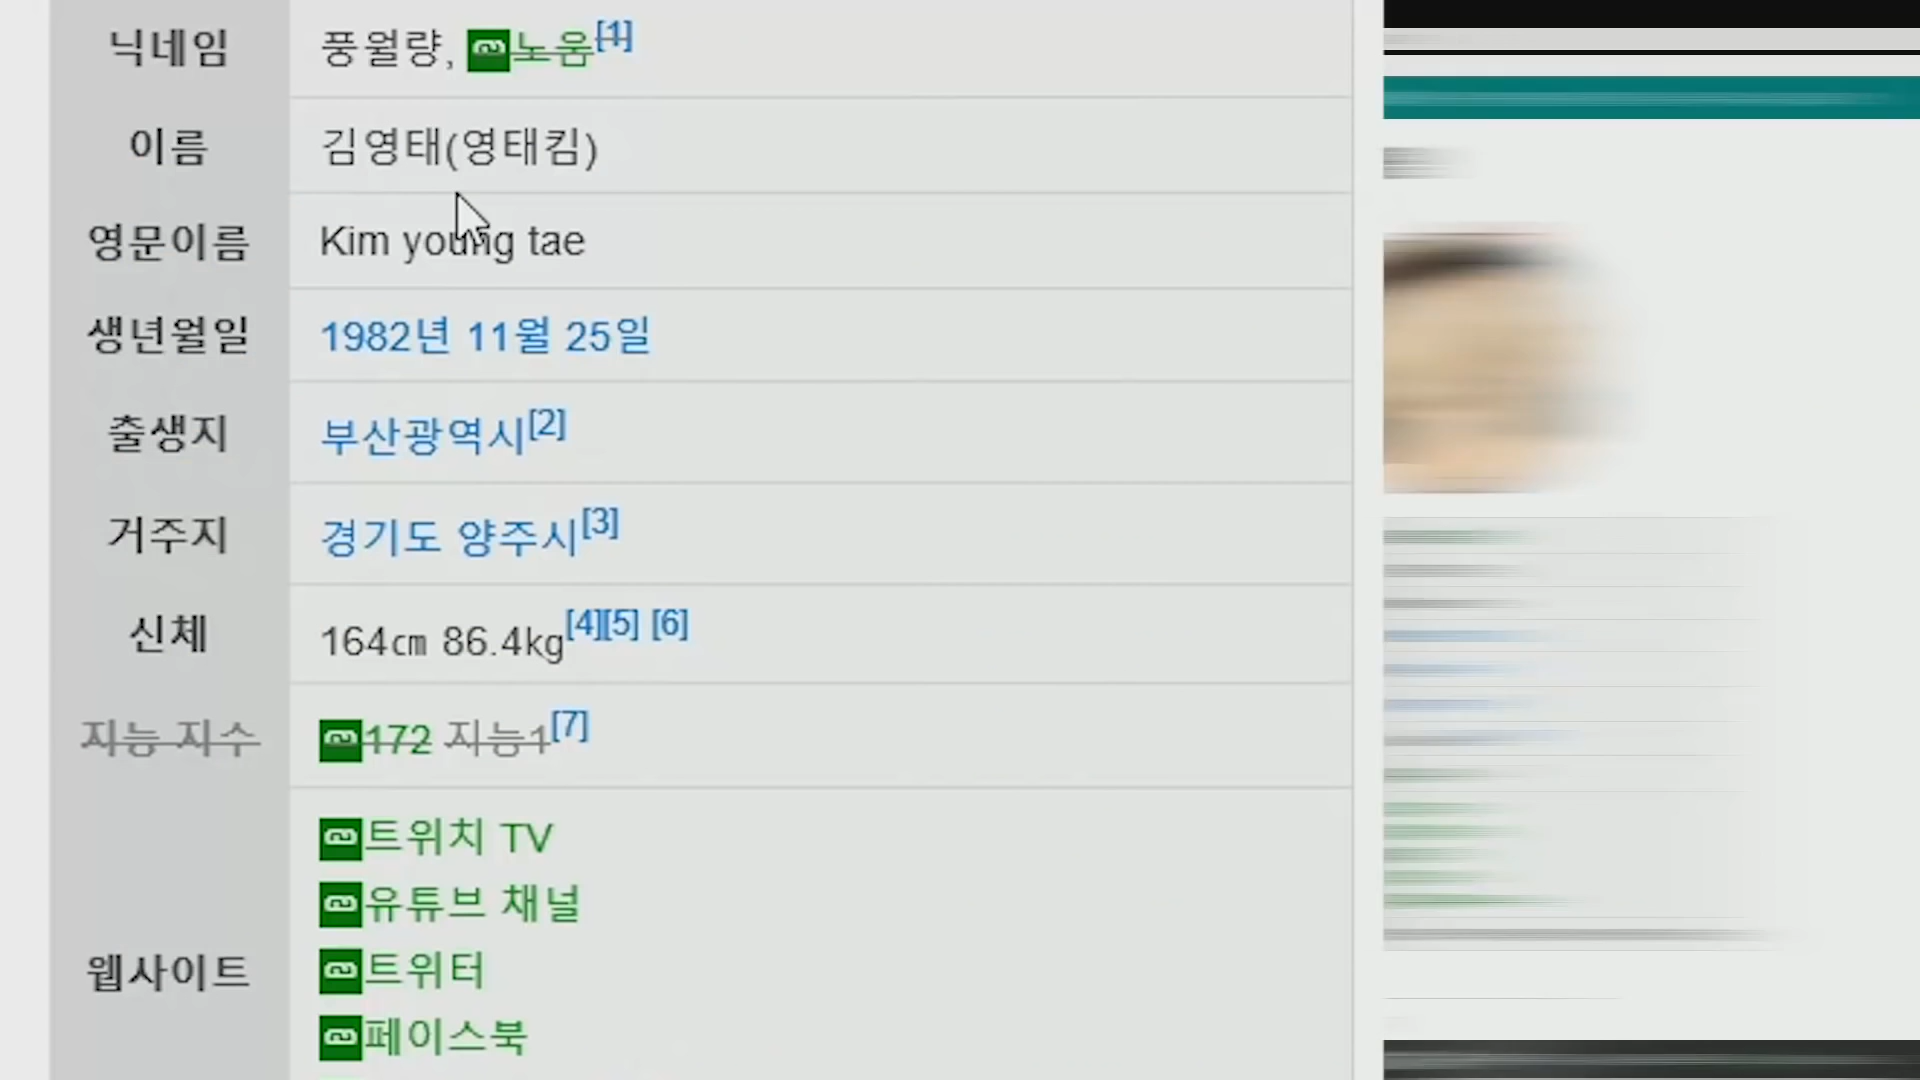 닉네임 풍월량, 노움[1]
이름 김영태(영태킴)
영문이름 Kim young tae
생년월일 1982년 11월 25일
출생지 부산광역시[2]
거주지 경기도 양주시[3]
신체 164㎝ 86.4kg[4][5] [6]
지능 지수 172 지능1[7]
웹사이트
트위치 TV
유튜브 채널
트위터
페이스북